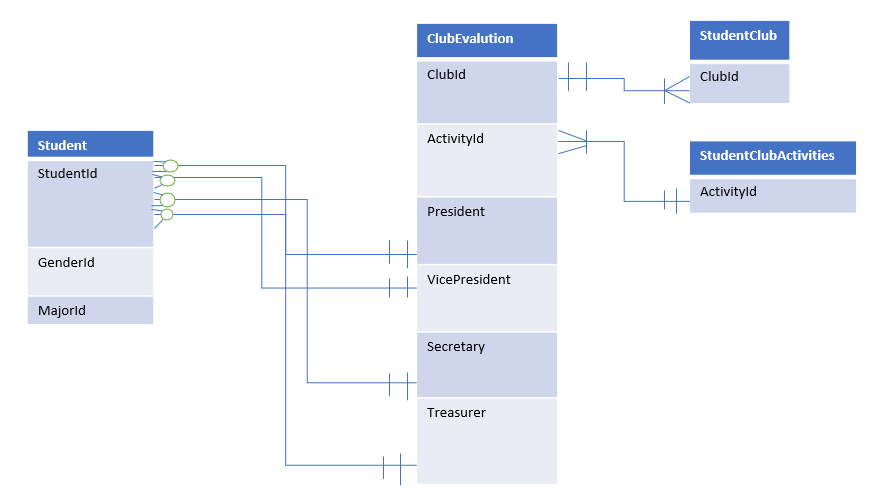 Student
StudentId
GenderId
MajorId
ClubEvalution
ClubId
ActivityId
President
VicePresident
Secretary
Treasurer
StudentClub
ClubId
StudentClubActivities
ActivityId